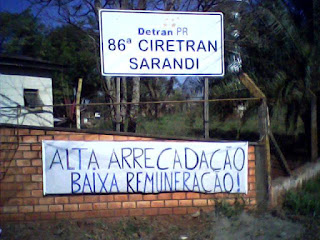 Detran PR
86ª CIRETRAN
SARANDI
ALTA ARRECADAÇÃO
BAIXA REMUNERAÇÃO!